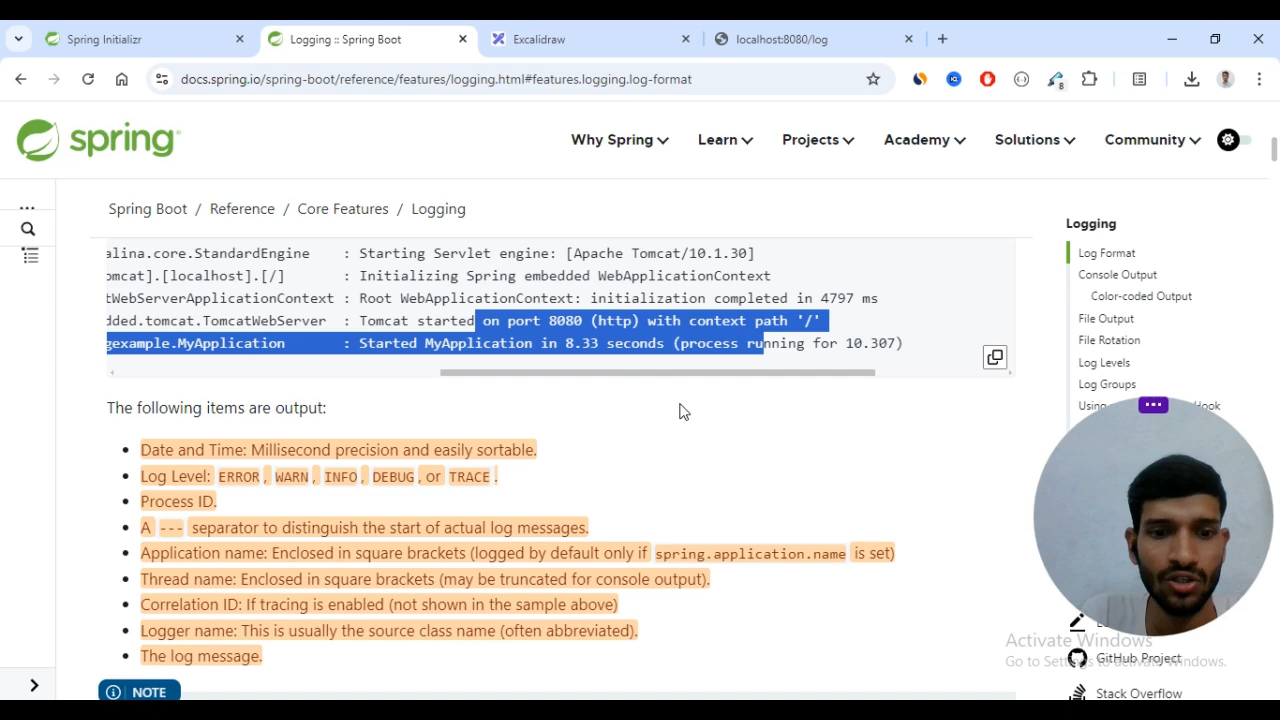 Spring Initializr
Logging :: Spring Boot
Excalidraw
localhost:8080/log
docs.spring.io/spring-boot/reference/features/logging.html#features.logging.log-format
8
spring
Why Spring
Learn
Projects
Academy
Solutions
Community
Spring Boot / Reference / Core Features / Logging
alina.core.StandardEngine : Starting Servlet engine: [Apache Tomcat/10.1.30]
omcat].[localhost].[/] : Initializing Spring embedded WebApplicationContext
tWebServerApplicationContext : Root WebApplicationContext: initialization completed in 4797 ms
dded.tomcat.TomcatWebServer : Tomcat started on port 8080 (http) with context path '/'
gexample.MyApplication : Started MyApplication in 8.33 seconds (process running for 10.307)
The following items are output:
Date and Time: Millisecond precision and easily sortable.
Log Level: ERROR, WARN, INFO, DEBUG, or TRACE.
Process ID.
A --- separator to distinguish the start of actual log messages.
Application name: Enclosed in square brackets (logged by default only if spring.application.name is set)
Thread name: Enclosed in square brackets (may be truncated for console output).
Correlation ID: If tracing is enabled (not shown in the sample above)
Logger name: This is usually the source class name (often abbreviated).
The log message.
NOTE
Logging
Log Format
Console Output
Color-coded Output
File Output
File Rotation
Log Levels
Log Groups
Hook
Activate Windows
Go to Settings to activate Windows.
GitHub Project
Stack Overflow